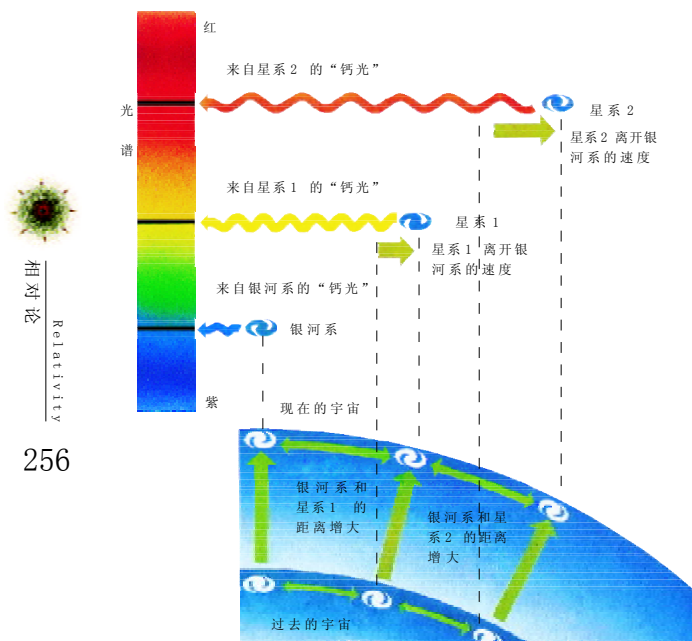 红
来自星系2 的“钙光”
光
谱
星系2
星系2 离开银
河系的速度
来自星系1 的“钙光”
星系1
星系1 离开银
河系的速度
来自银河系的“钙光”
银河系
紫
相对论
Relativity
256
现在的宇宙
银河系和
星系1 的
距离增大
银河系和星
系2 的距离
增大
过去的宇宙